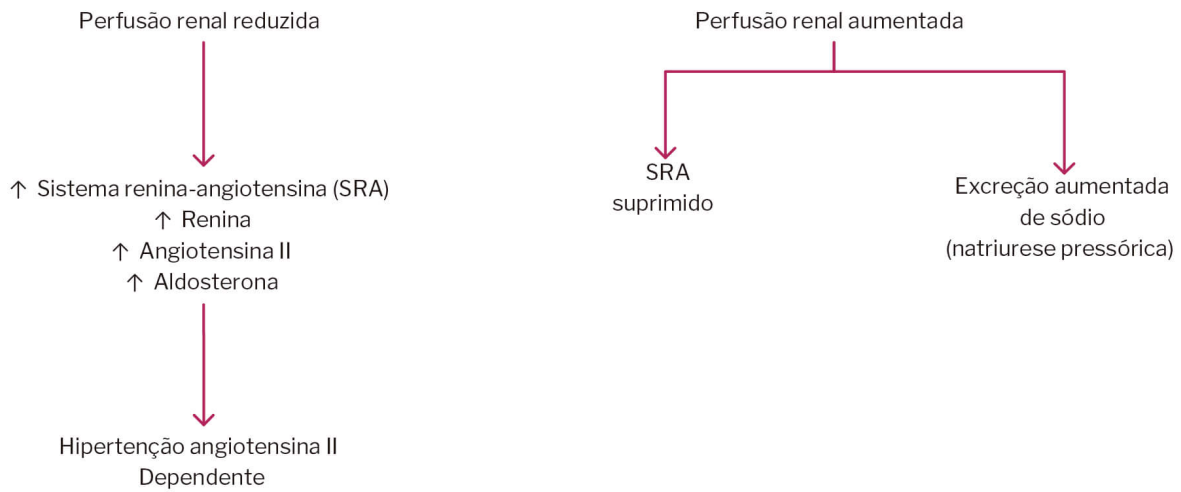 Perfusão renal reduzida
↑ Sistema renina-angiotensina (SRA)
↑ Renina
↑ Angiotensina II
↑ Aldosterona
Hipertenção angiotensina II
Dependente
Perfusão renal aumentada
SRA
suprimido
Excreção aumentada
de sódio
(natriurese pressórica)